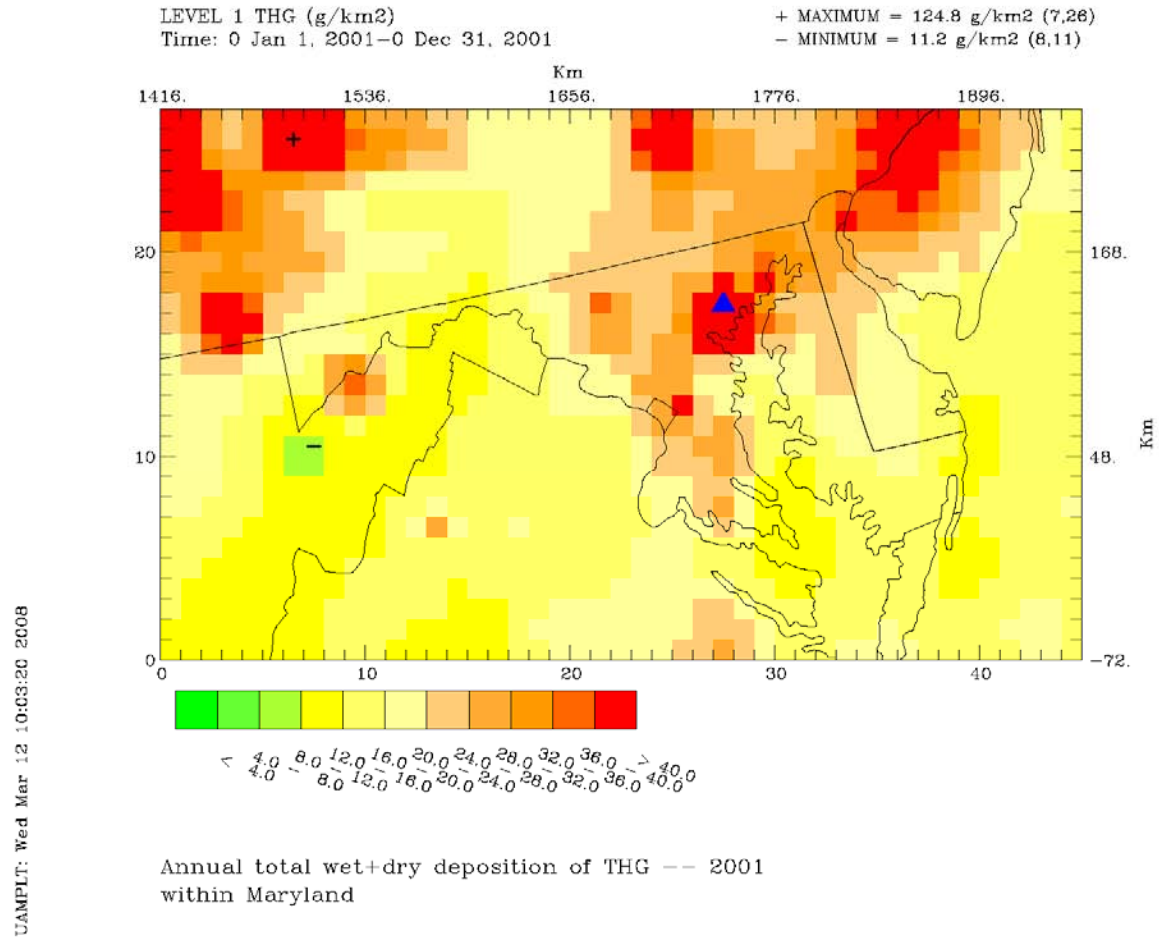 LEVEL 1 THG (g/km2)
Time: 0 Jan 1, 2001-0 Dec 31, 2001
+ MAXIMUM = 124.8 g/km2 (7,26)
- MINIMUM = 11.2 g/km2 (8,11)
Km
1416. 1536. 1656. 1776. 1896.
20 168.
10 48.
Km
0 -72.
0 10 20 30 40
< 4.0
4.0 - 8.0
8.0 - 12.0
12.0 - 16.0
16.0 - 20.0
20.0 - 24.0
24.0 - 28.0
28.0 - 32.0
32.0 - 36.0
36.0 - 40.0
> 40.0
Annual total wet+dry deposition of THG -- 2001
within Maryland
UAMPLT: Wed Mar 12 10:03:20 2008